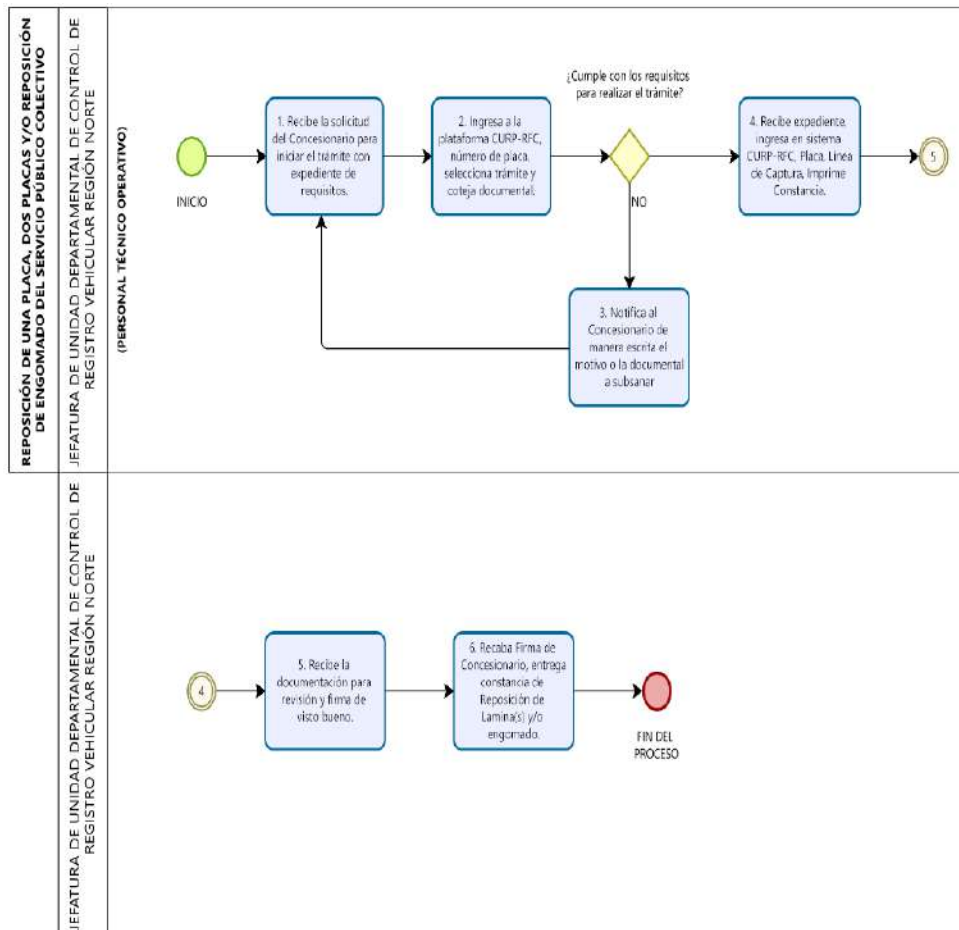 REPOSICIÓN DE UNA PLACA, DOS PLACAS Y/O REPOSICIÓN
DE ENGOMADO DEL SERVICIO PÚBLICO COLECTIVO
JEFATURA DE UNIDAD DEPARTAMENTAL DE CONTROL DE
REGISTRO VEHICULAR REGIÓN NORTE
(PERSONAL TÉCNICO OPERATIVO)
INICIO
1. Recibe la solicitud
del Concesionario para
iniciar el trámite con
expediente de
requisitos.
2. Ingresa a la
plataforma CURP-RFC,
número de placa,
selecciona trámite y
coteja documental.
¿Cumple con los requisitos
para realizar el trámite?
NO
3. Notifica al
Concesionario de
manera escrita el
motivo o la documental
a subsanar
4. Recibe expediente,
ingresa en sistema
CURP-RFC, Placa, Linea
de Captura, Imprime
Constancia.
5
JEFATURA DE UNIDAD DEPARTAMENTAL DE CONTROL DE
REGISTRO VEHICULAR REGIÓN NORTE
4
5. Recibe la
documentación para
revisión y firma de
visto bueno.
6. Recaba Firma de
Concesionario, entrega
constancia de
Reposición de
Lamina(s) y/o
engomado.
FIN DEL
PROCESO